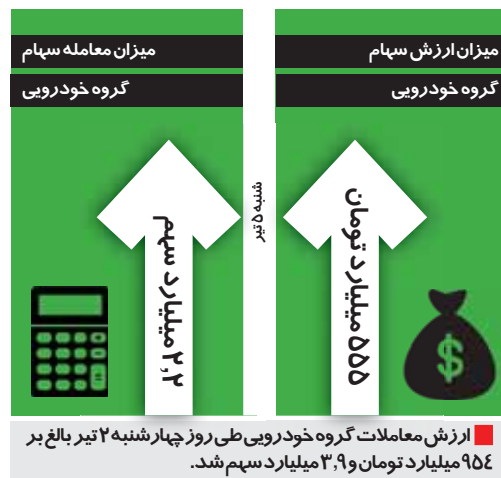 میزان ارزش سهام
گروه خودرویی
۵۵۵ میلیارد تومان
$
شنبه ۵ تیر
میزان معامله سهام
گروه خودرویی
۲,۲ میلیارد سهم
ارزش معاملات گروه خودرویی طی روز چهارشنبه ۲ تیر بالغ بر
۹۵٤ میلیارد تومان و ۳,۹ میلیارد سهم شد.